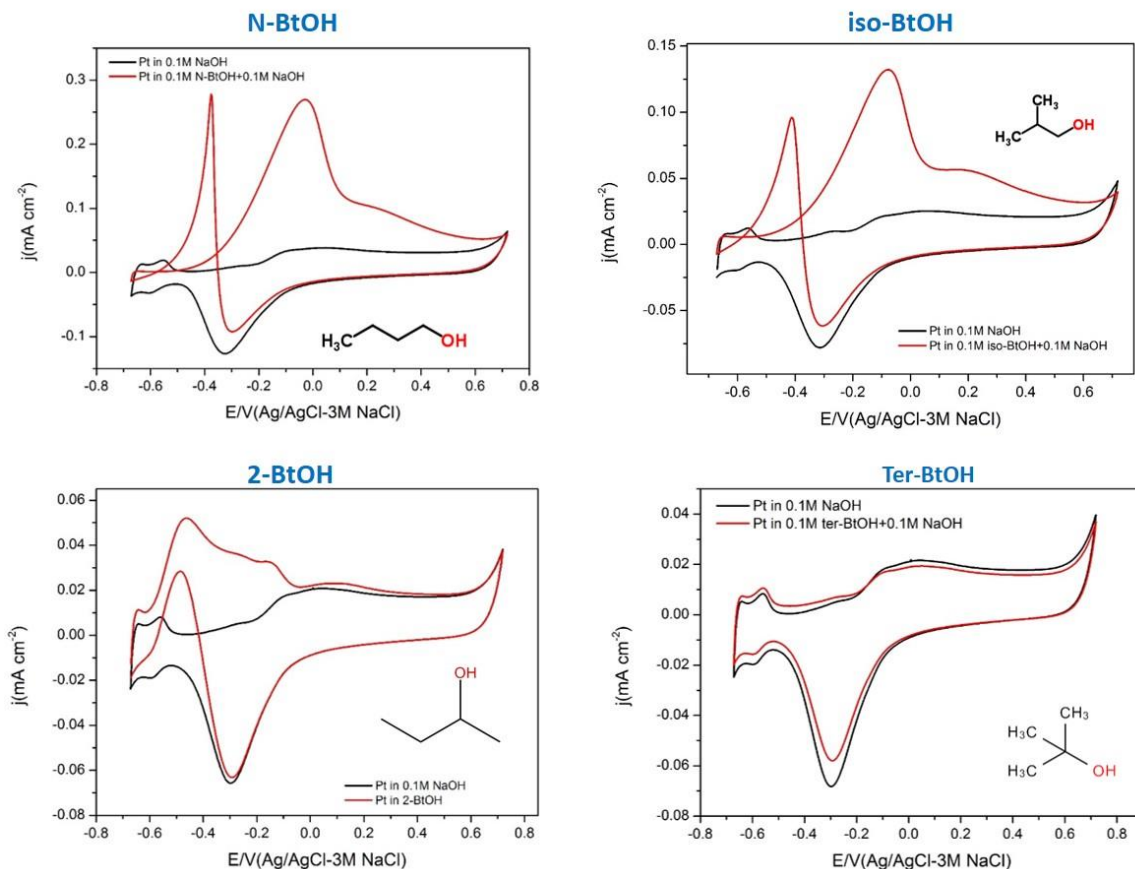 N-BtOH
Pt in 0.1M NaOH
Pt in 0.1M N-BtOH+0.1M NaOH
j(mA cm-2)
0.3
0.2
0.1
0.0
-0.1
H3C
OH
-0.8 -0.6 -0.4 -0.2 0.0 0.2 0.4 0.6 0.8
E/V(Ag/AgCl-3M NaCl)
iso-BtOH
j(mA cm-2)
0.15
0.10
0.05
0.00
-0.05
CH3
H3C
OH
Pt in 0.1M NaOH
Pt in 0.1M iso-BtOH+0.1M NaOH
-0.6 -0.4 -0.2 0.0 0.2 0.4 0.6
E/V(Ag/AgCl-3M NaCl)
2-BtOH
j(mA cm-2)
0.06
0.04
0.02
0.00
-0.02
-0.04
-0.06
-0.08
OH
Pt in 0.1M NaOH
Pt in 2-BtOH
-0.8 -0.6 -0.4 -0.2 0.0 0.2 0.4 0.6 0.8
E/V(Ag/AgCl-3M NaCl)
Ter-BtOH
Pt in 0.1M NaOH
Pt in 0.1M ter-BtOH+0.1M NaOH
j(mA cm-2)
0.04
0.02
0.00
-0.02
-0.04
-0.06
-0.08
CH3
H3C
H3C
OH
-0.8 -0.6 -0.4 -0.2 0.0 0.2 0.4 0.6 0.8
E/V(Ag/AgCl-3M NaCl)